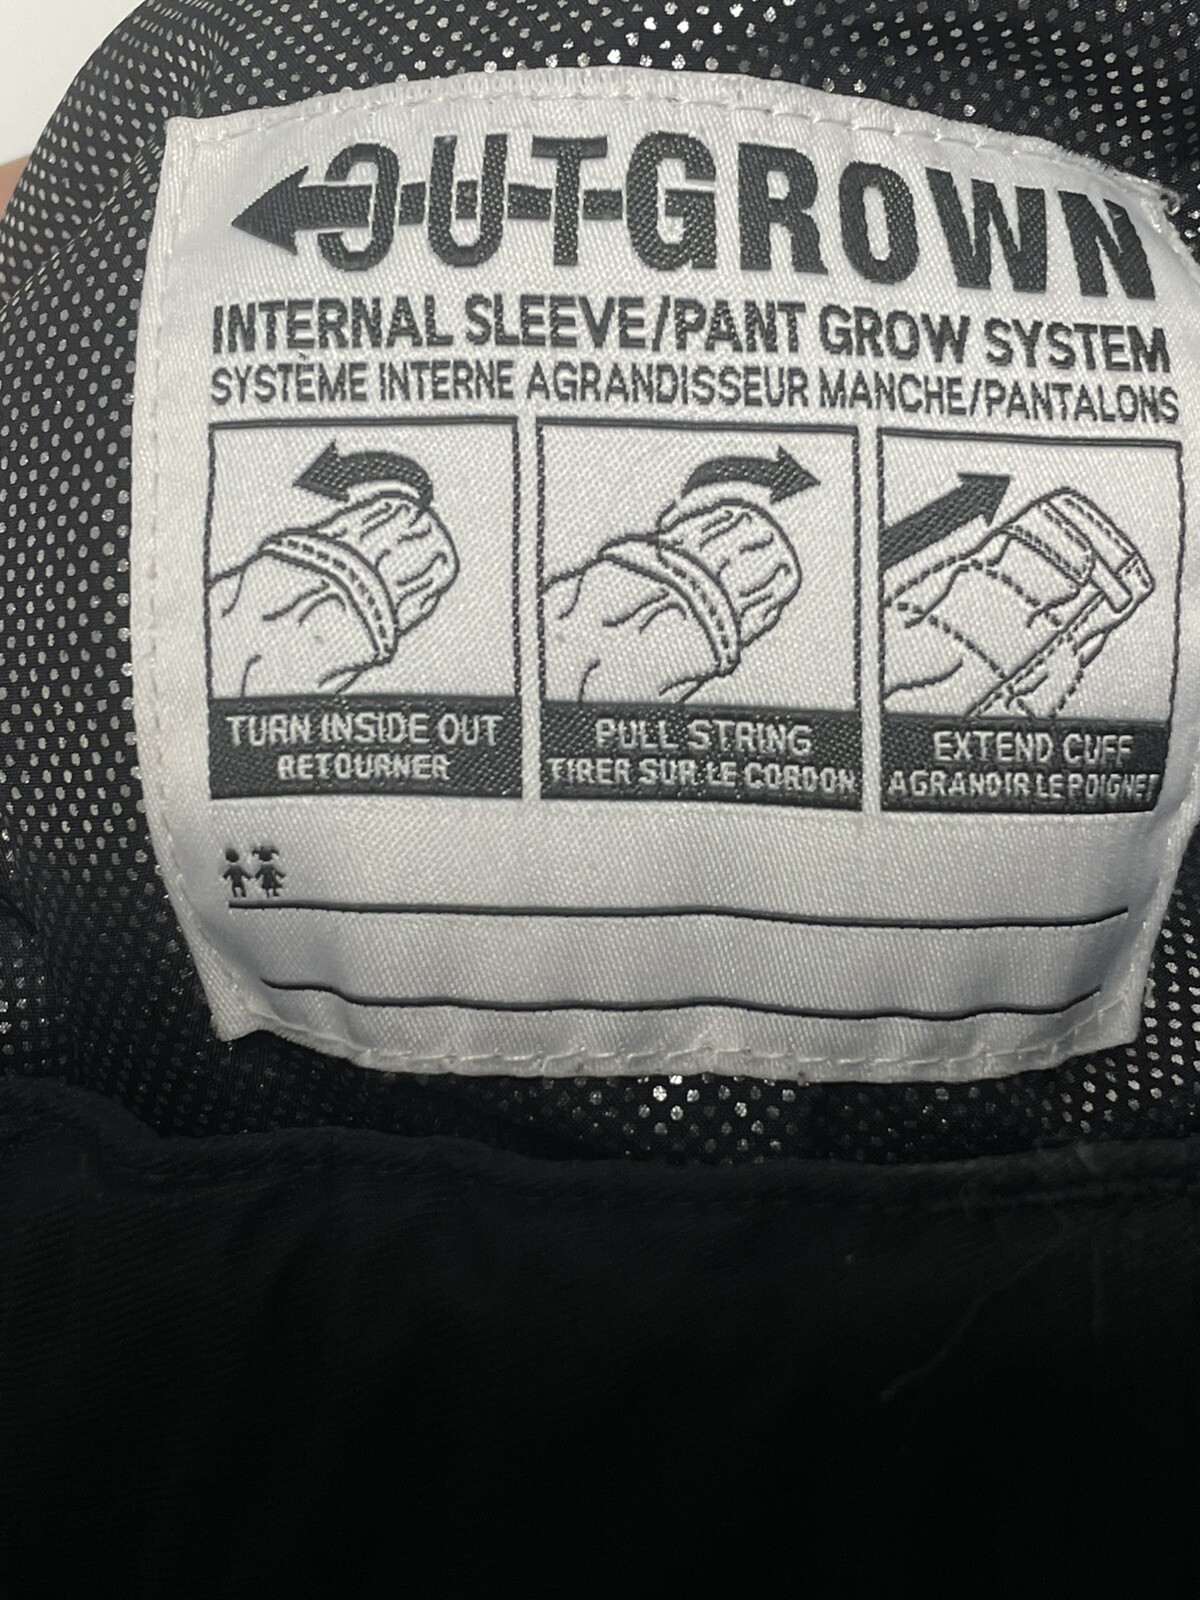 OUTGROWN
INTERNAL SLEEVE/PANT GROW SYSTEM
SYSTÈME INTERNE AGRANDISSEUR MANCHE/PANTALONS
TURN INSIDE OUT
RETOURNER
PULL STRING
TIRER SUR LE CORDON
EXTEND CUFF
AGRANDIR LE POIGNET